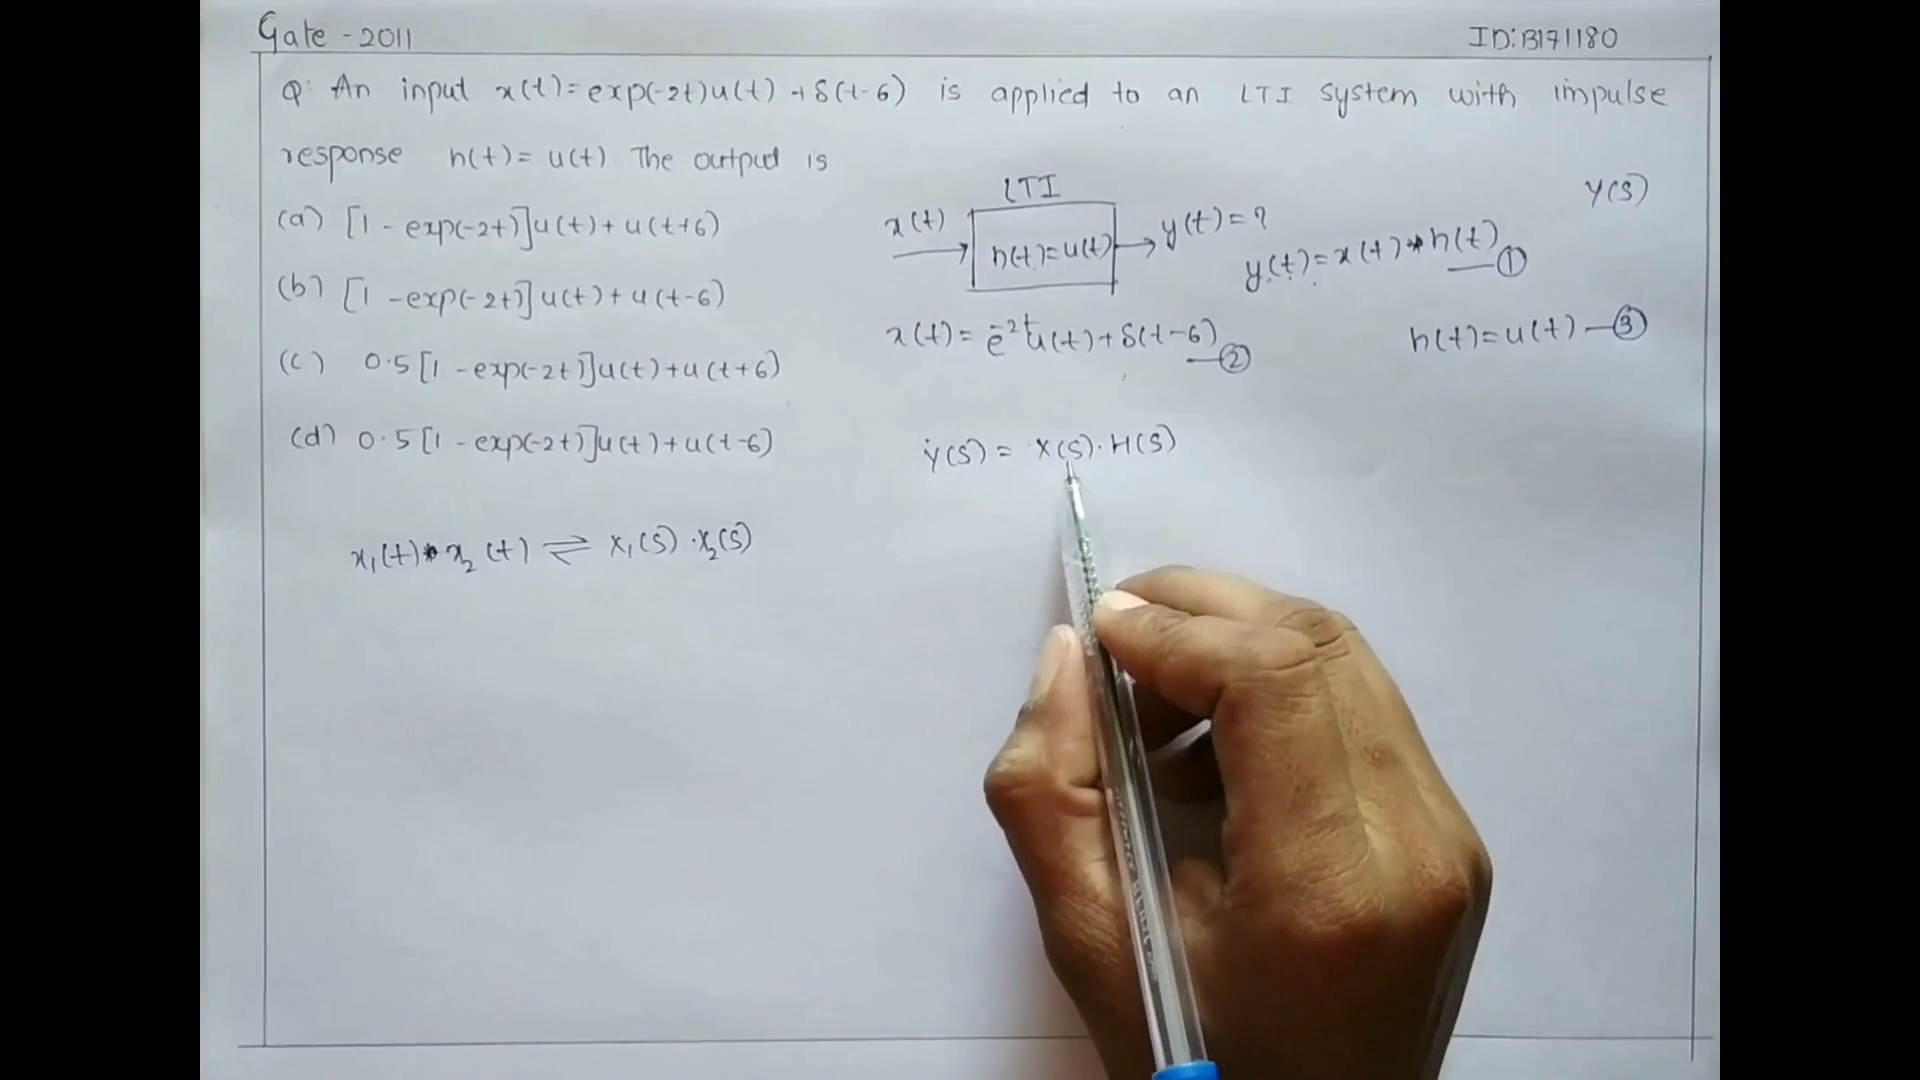 Gate - 2011
ID:B171180
Q: An input x(t)=exp(-2t)u(t)+δ(t-6) is applied to an LTI system with impulse
response h(t)=u(t). The output is
(a) [1-exp(-2t)]u(t)+u(t+6)
(b) [1-exp(-2t)]u(t)+u(t-6)
(c) 0.5[1-exp(-2t)]u(t)+u(t+6)
(d) 0.5[1-exp(-2t)]u(t)+u(t-6)
x₁(t)*x₂(t) ⇌ X₁(S)·X₂(S)
LTI
x(t)
h(t)=u(t)
y(t)=?
Y(S)
y(t)=x(t)*h(t) —①
x(t)=e⁻²ᵗu(t)+δ(t-6) —②
h(t)=u(t) —③
Y(S) = X(S)·H(S)